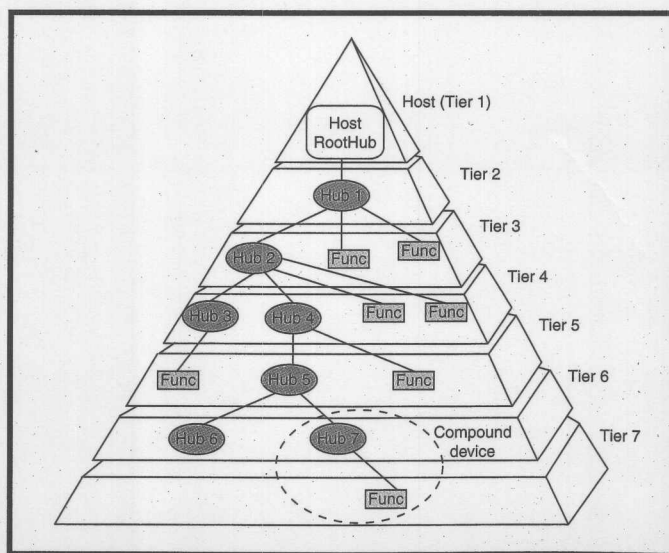 Host (Tier 1)
Host
RootHub
Tier 2
Hub 1
Tier 3
Hub 2
Func
Func
Tier 4
Hub 3
Hub 4
Func
Func
Tier 5
Func
Hub 5
Func
Tier 6
Hub 6
Hub 7
Compound
device
Tier 7
Func